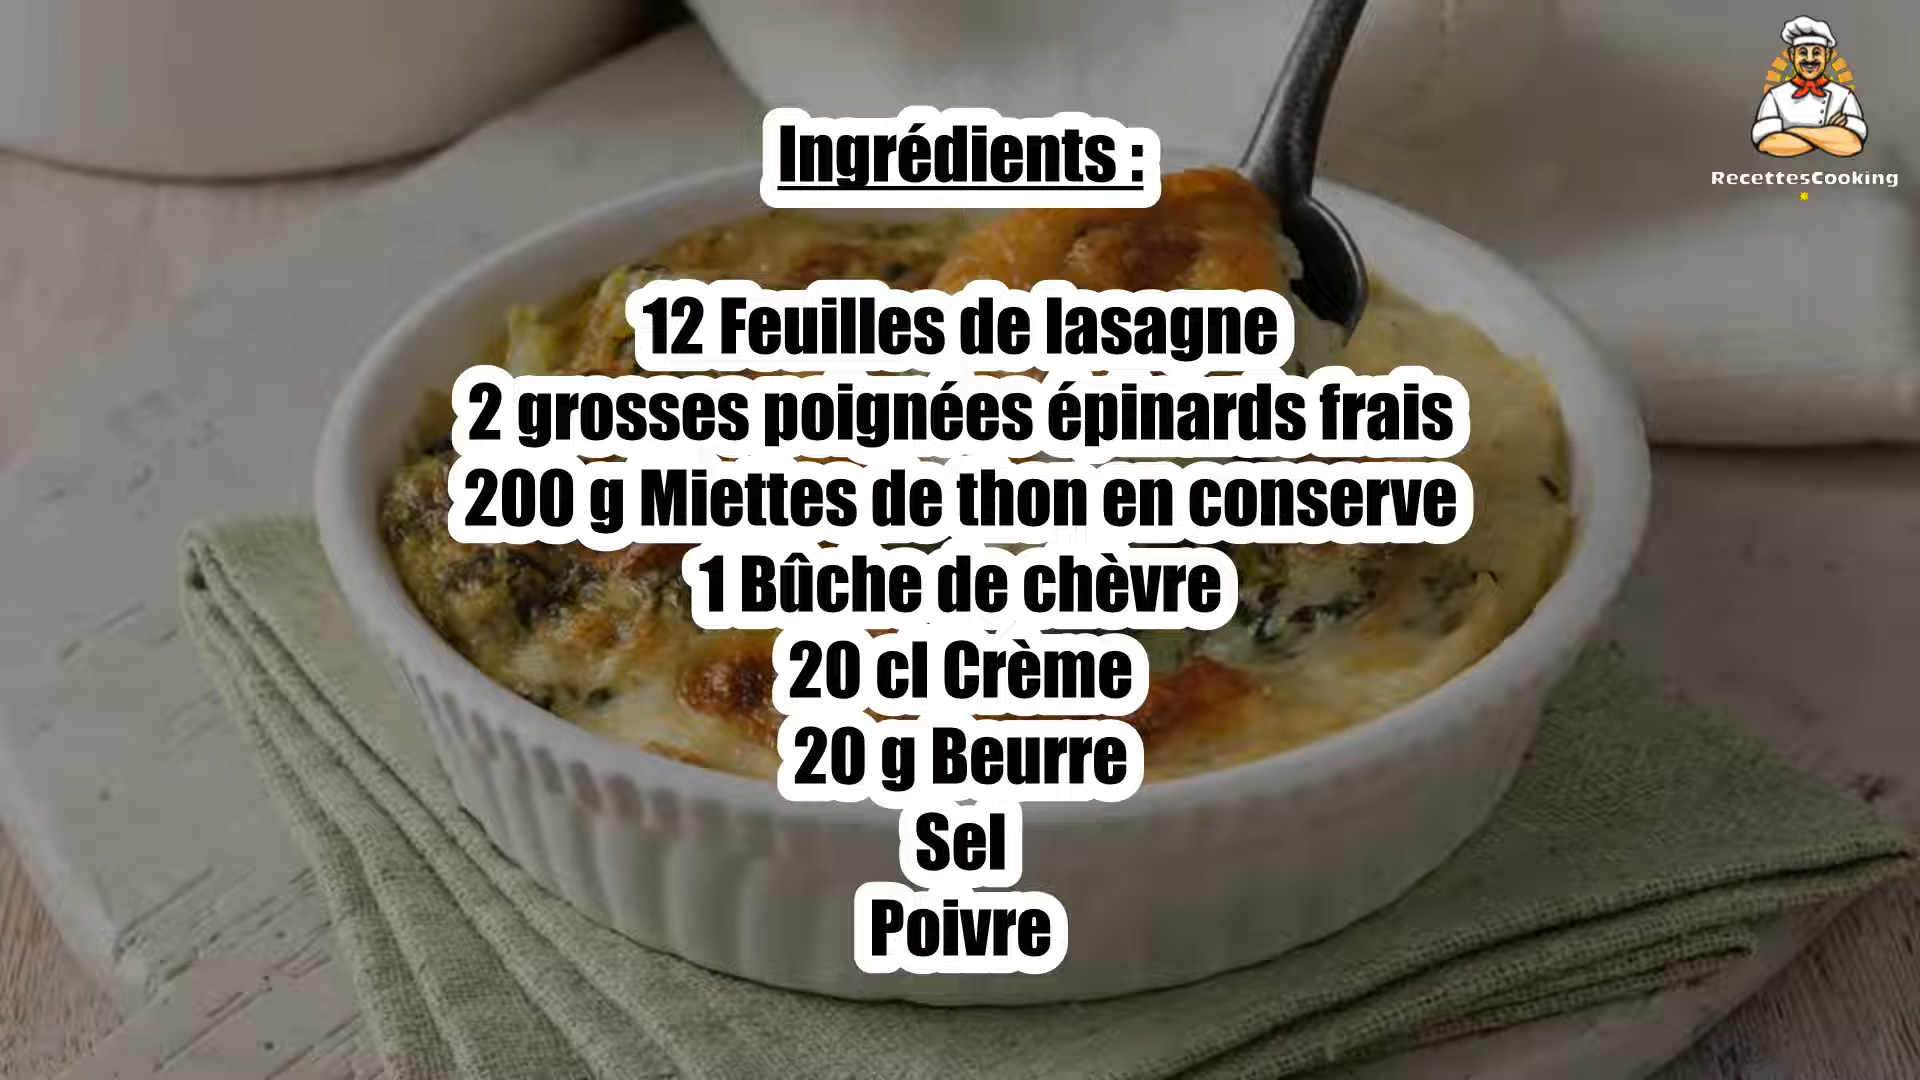 RecettesCooking
Ingrédients :
12 Feuilles de lasagne
2 grosses poignées épinards frais
200 g Miettes de thon en conserve
1 Bûche de chèvre
20 cl Crème
20 g Beurre
Sel
Poivre